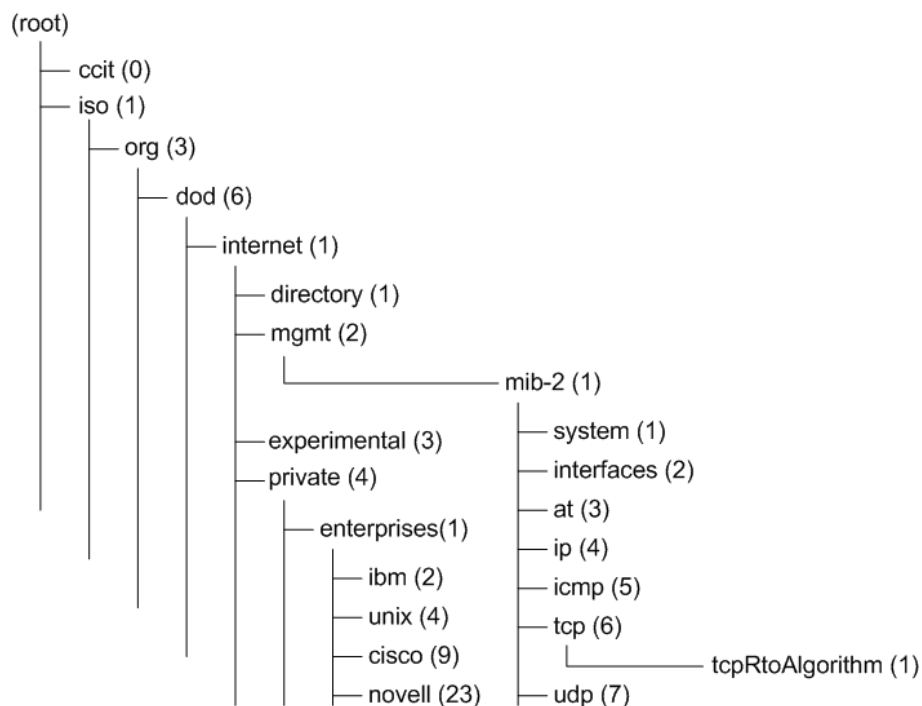 (root)
ccit (0)
iso (1)
org (3)
dod (6)
internet (1)
directory (1)
mgmt (2)
mib-2 (1)
system (1)
interfaces (2)
at (3)
ip (4)
icmp (5)
tcp (6)
tcpRtoAlgorithm (1)
udp (7)
experimental (3)
private (4)
enterprises(1)
ibm (2)
unix (4)
cisco (9)
novell (23)